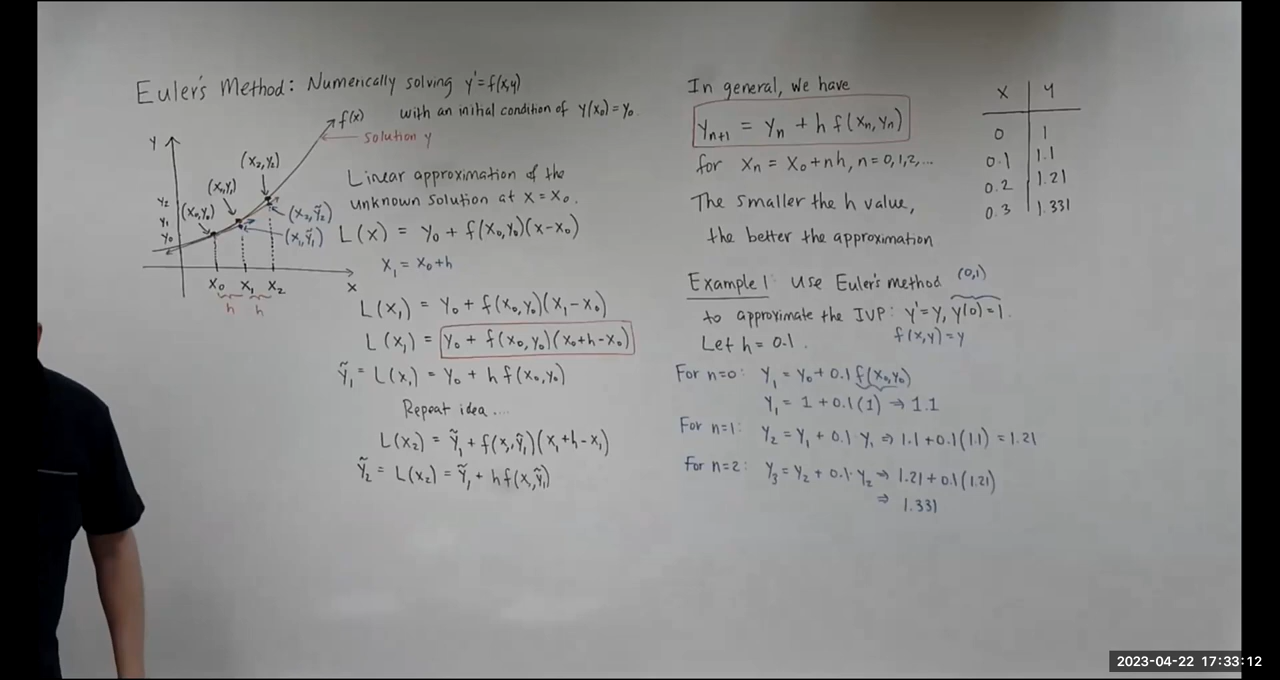 Euler's Method: Numerically solving y'=f(x,y)
with an initial condition of y(x₀)=y₀.
f(x)
solution y
Y
(x₂,y₂)
(x₁,y₁)
(x₀,y₀)
(x₂,ỹ₂)
(x₁,ỹ₁)
y₂
y₁
y₀
x₀ x₁ x₂ x
h h
Linear approximation of the
unknown solution at x=x₀.
L(x) = y₀ + f(x₀,y₀)(x-x₀)
x₁ = x₀+h
L(x₁) = y₀ + f(x₀,y₀)(x₁-x₀)
L(x₁) = y₀ + f(x₀,y₀)(x₀+h-x₀)
ỹ₁ = L(x₁) = y₀ + h f(x₀,y₀)
Repeat idea....
L(x₂) = ỹ₁ + f(x₁,ỹ₁)(x₁+h-x₁)
ỹ₂ = L(x₂) = ỹ₁ + hf(x₁,ỹ₁)
In general, we have
yₙ₊₁ = yₙ + h f(xₙ,yₙ)
for xₙ = x₀+nh, n=0,1,2,...
The smaller the h value,
the better the approximation
Example 1: Use Euler's method (0,1)
to approximate the IVP: y'=y, y(0)=1.
Let h=0.1. f(x,y)=y
For n=0: y₁ = y₀+0.1 f(x₀,y₀)
y₁ = 1 + 0.1(1) ⇒ 1.1
For n=1: y₂ = y₁ + 0.1 y₁ ⇒ 1.1+0.1(1.1) = 1.21
For n=2: y₃ = y₂ + 0.1·y₂ ⇒ 1.21+0.1(1.21)
⇒ 1.331
x y
0 1
0.1 1.1
0.2 1.21
0.3 1.331
2023-04-22 17:33:12